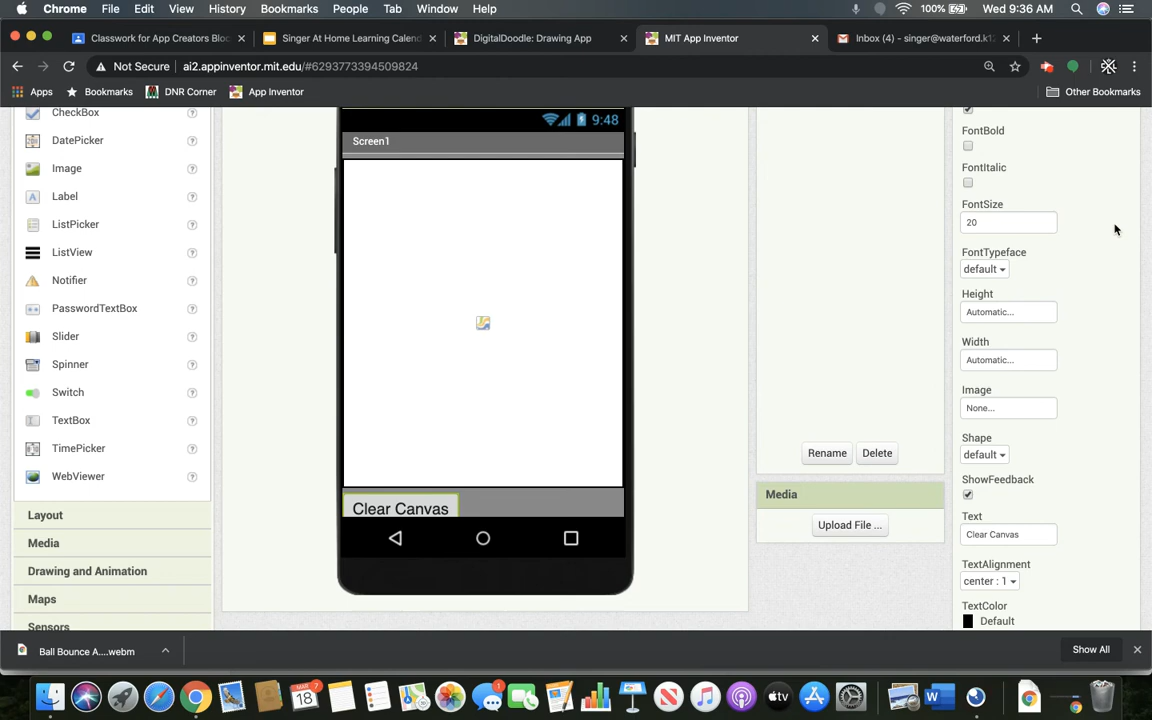 Chrome File Edit View History Bookmarks People Tab Window Help 100% Wed 9:36 AM
Classwork for App Creators Bloc
Singer At Home Learning Calend
DigitalDoodle: Drawing App
MIT App Inventor
Inbox (4) - singer@waterford.k1
Not Secure ai2.appinventor.mit.edu/#6293773394509824
Apps Bookmarks DNR Corner App Inventor Other Bookmarks
CheckBox
DatePicker
Image
Label
ListPicker
ListView
Notifier
PasswordTextBox
Slider
Spinner
Switch
TextBox
TimePicker
WebViewer
Layout
Media
Drawing and Animation
Maps
Sensors
9:48
Screen1
Clear Canvas
Rename Delete
Media
Upload File ...
FontBold
FontItalic
FontSize
20
FontTypeface
default
Height
Automatic...
Width
Automatic...
Image
None...
Shape
default
ShowFeedback
Text
Clear Canvas
TextAlignment
center : 1
TextColor
Default
Ball Bounce A....webm
Show All
MAR
18
7
1
tv
W